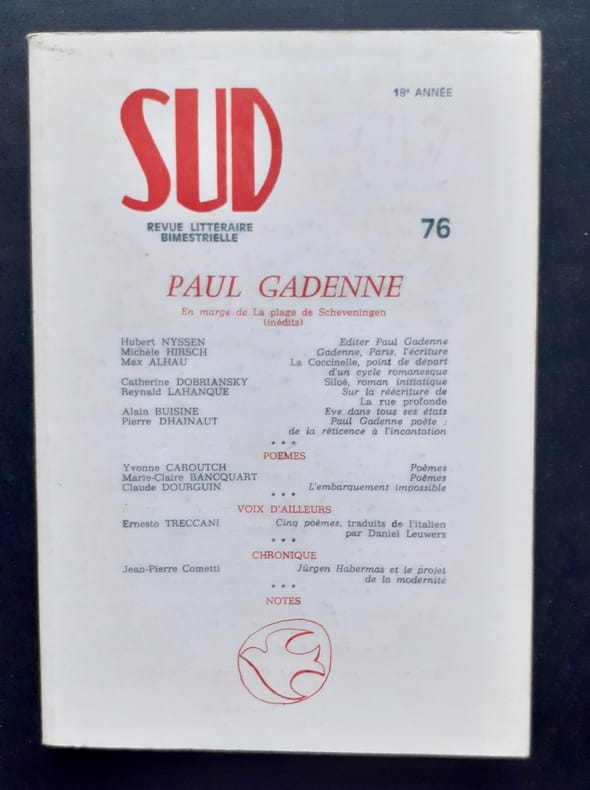 SUD
18e ANNÉE
REVUE LITTÉRAIRE
BIMESTRIELLE
76
PAUL GADENNE
En marge de La plage de Scheveningen
(inédits)
Hubert NYSSEN Editer Paul Gadenne
Michèle HIRSCH Gadenne, Paris, l'écriture
Max ALHAU La Coccinelle, point de départ
d'un cycle romanesque
Catherine DOBRIANSKY Siloé, roman initiatique
Reynald LAHANQUE Sur la réécriture de
La rue profonde
Alain BUISINE Eve dans tous ses états
Pierre DHAINAUT Paul Gadenne poète :
de la réticence à l'incantation
* * *
POEMES
Yvonne CAROUTCH Poèmes
Marie-Claire BANCQUART Poèmes
Claude DOURGUIN L'embarquement impossible
* * *
VOIX D'AILLEURS
Ernesto TRECCANI Cinq poèmes, traduits de l'italien
par Daniel Leuwers
* * *
CHRONIQUE
Jean-Pierre Cometti Jürgen Habermas et le projet
de la modernité
* * *
NOTES